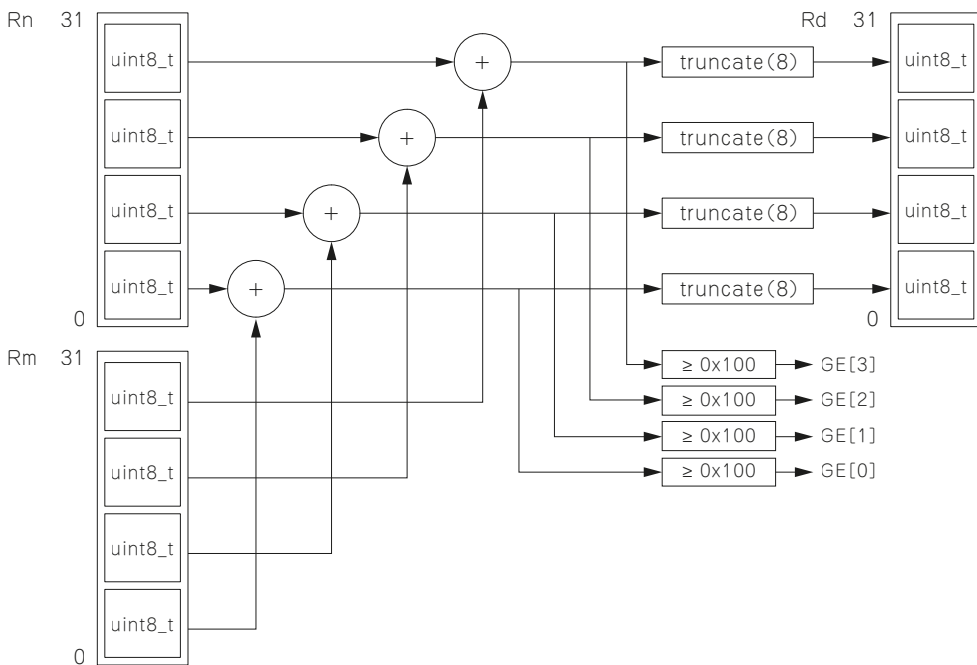 Rn 31 Rd 31
uint8_t + truncate(8) uint8_t
uint8_t + truncate(8) uint8_t
uint8_t + truncate(8) uint8_t
uint8_t + truncate(8) uint8_t
0 0
Rm 31
≥ 0x100 GE[3]
uint8_t
≥ 0x100 GE[2]
≥ 0x100 GE[1]
uint8_t ≥ 0x100 GE[0]
uint8_t
uint8_t
0